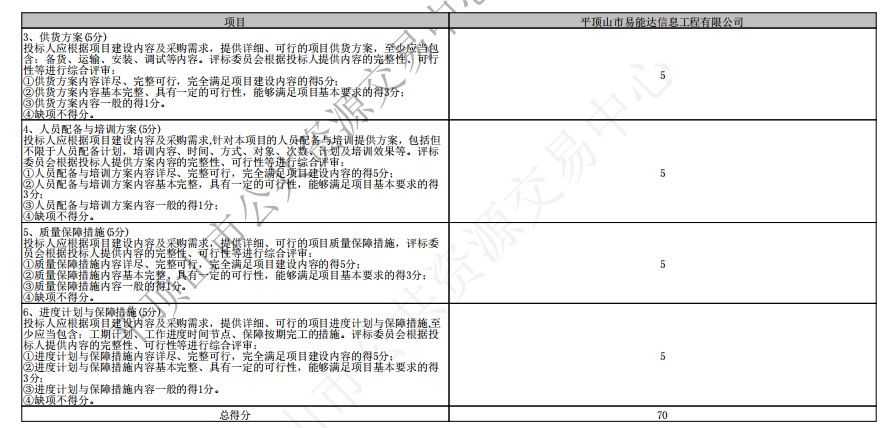 项目
平顶山市易能达信息工程有限公司
3、供货方案(5分)
投标人应根据项目建设内容及采购需求，提供详细、可行的项目供货方案，至少应当包
含：备货、运输、安装、调试等内容。评标委员会根据投标人提供内容的完整性、可行
性等进行综合评审：
①供货方案内容详尽、完整可行，完全满足项目建设内容的得5分；
②供货方案内容基本完整、具有一定的可行性，能够满足项目基本要求的得3分；
③供货方案内容一般的得1分。
④缺项不得分。
5
4、人员配备与培训方案(5分)
投标人应根据项目建设内容及采购需求,针对本项目的人员配备与培训提供方案，包括但
不限于人员配备计划，培训内容、时间、方式、对象、次数、计划及培训效果等。评标
委员会根据投标人提供方案内容的完整性、可行性等进行综合评审：
①人员配备与培训方案内容详尽、完整可行，完全满足项目建设内容的得5分；
②人员配备与培训方案内容基本完整，具有一定的可行性，能够满足项目基本要求的得
3分；
③人员配备与培训方案内容一般的得1分；
④缺项不得分。
5
5、质量保障措施(5分)
投标人应根据项目建设内容及采购需求，提供详细、可行的项目质量保障措施，评标委
员会根据投标人提供内容的完整性、可行性等进行综合评审：
①质量保障措施内容详尽、完整可行，完全满足项目建设内容的得5分；
②质量保障措施内容基本完整、具有一定的可行性，能够满足项目基本要求的得3分；
③质量保障措施内容一般的得1分。
④缺项不得分。
5
6、进度计划与保障措施(5分)
投标人应根据项目建设内容及采购需求，提供详细、可行的项目进度计划与保障措施,至
少应当包含：工期计划、工作进度时间节点、保障按期完工的措施。评标委员会根据投
标人提供内容的完整性、可行性等进行综合评审：
①进度计划与保障措施内容详尽、完整可行，完全满足项目建设内容的得5分；
②进度计划与保障措施内容基本完整、具有一定的可行性，能够满足项目基本要求的得
3分；
③进度计划与保障措施内容一般的得1分。
④缺项不得分。
5
总得分
70
平顶山市公共资源交易中心
山市公共资源交易中心